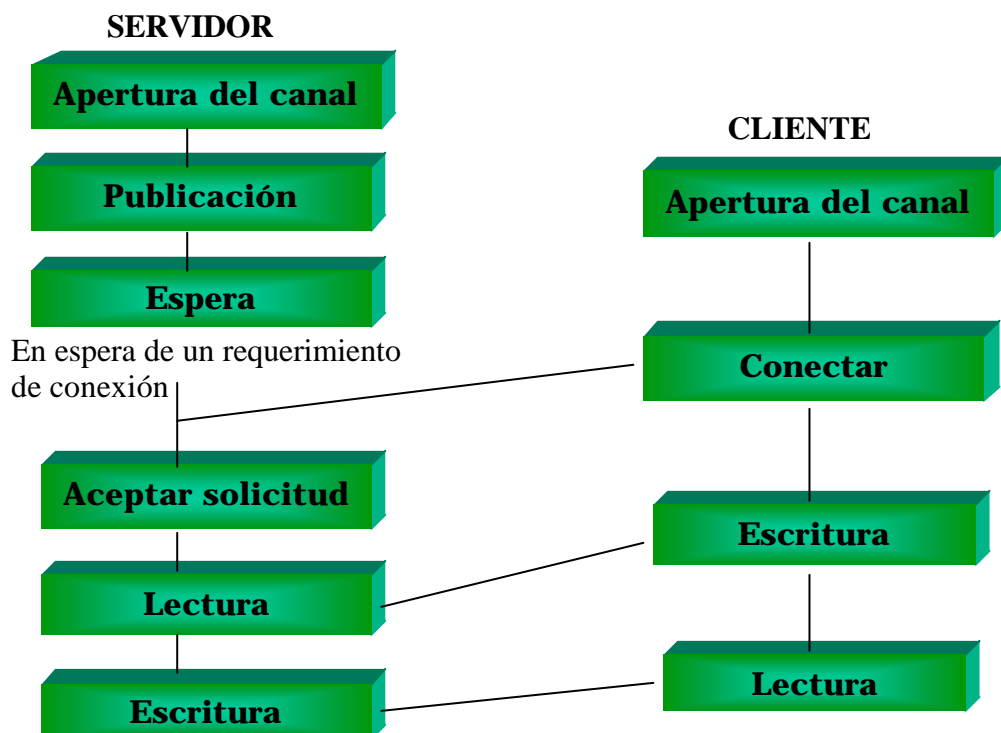 SERVIDOR
Apertura del canal
Publicación
Espera
En espera de un requerimiento
de conexión
Aceptar solicitud
Lectura
Escritura
CLIENTE
Apertura del canal
Conectar
Escritura
Lectura